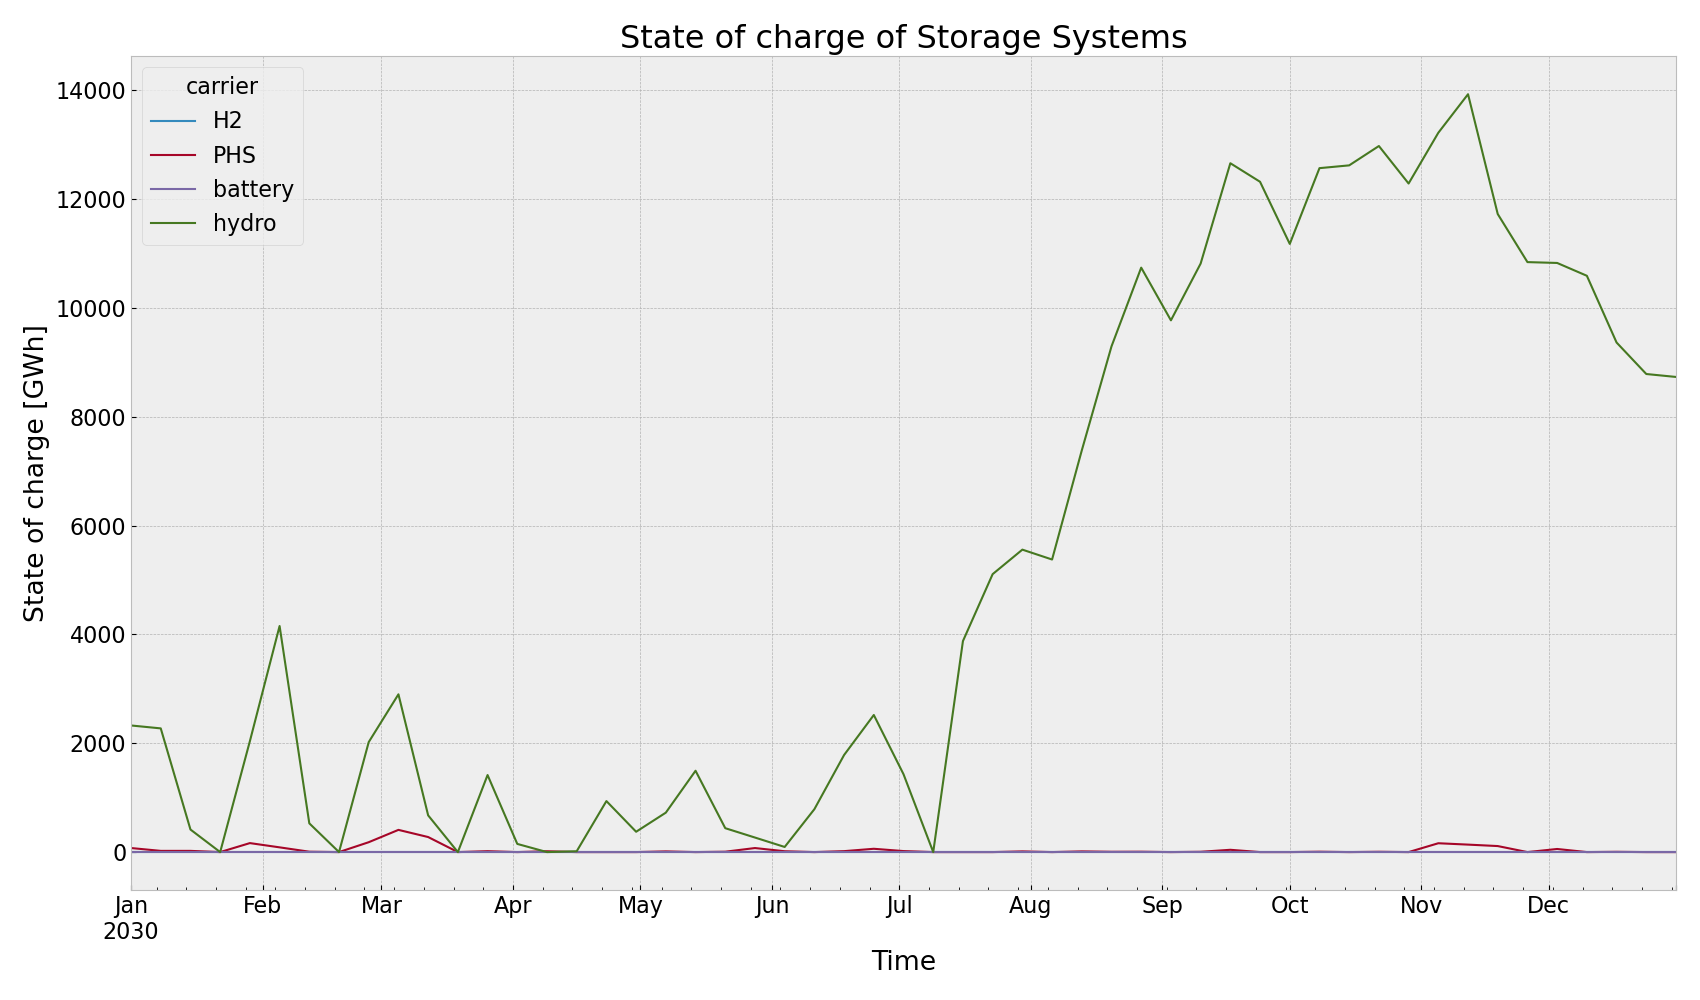 State of charge of Storage Systems
carrier
H2
PHS
battery
hydro
State of charge [GWh]
14000
12000
10000
8000
6000
4000
2000
0
Jan Feb Mar Apr May Jun Jul Aug Sep Oct Nov Dec
2030
Time